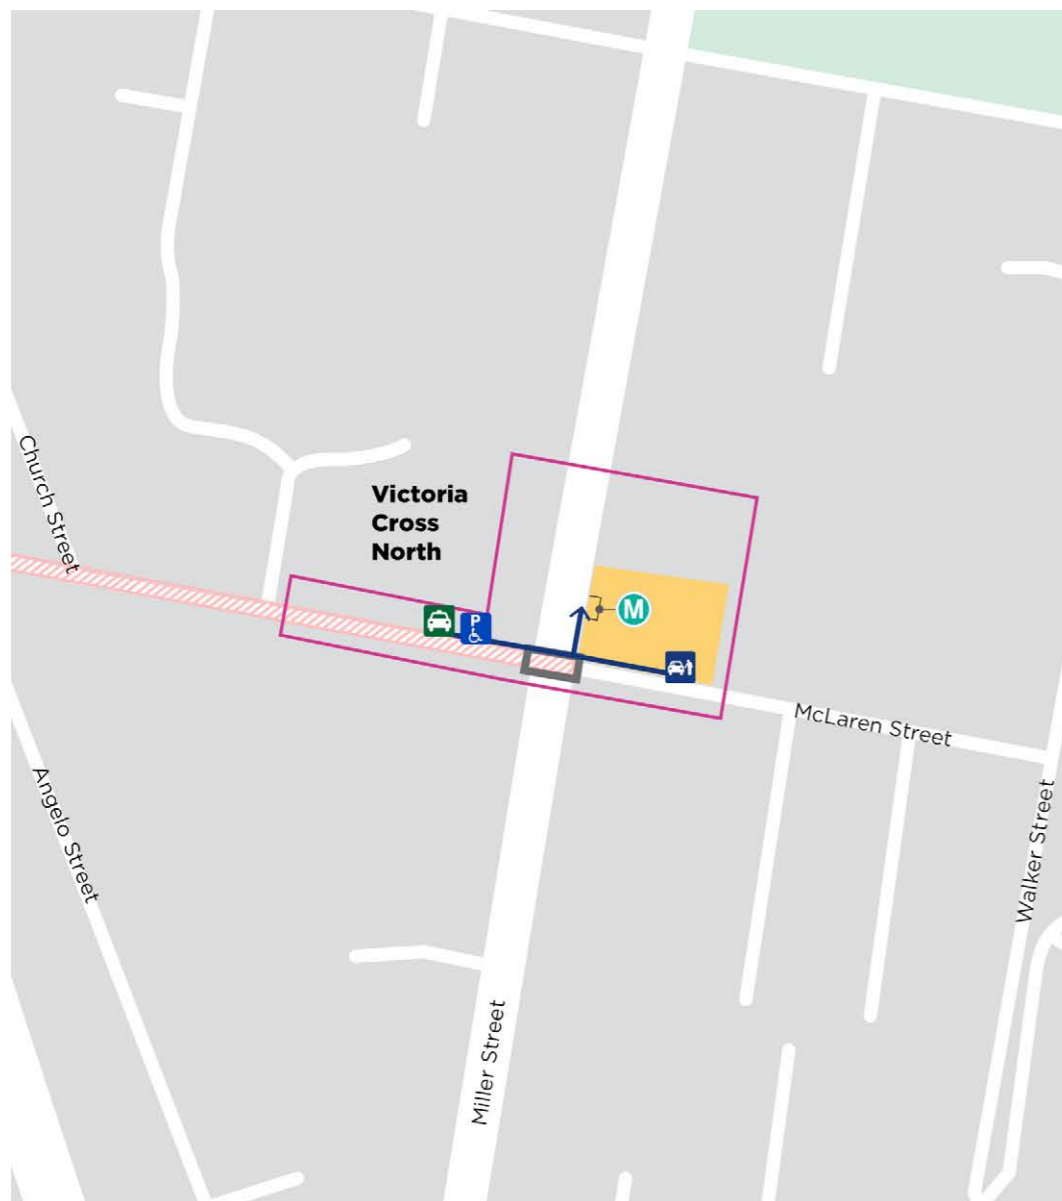 Victoria
Cross
North
Church Street
P
M
McLaren Street
Angelo Street
Walker Street
Miller Street